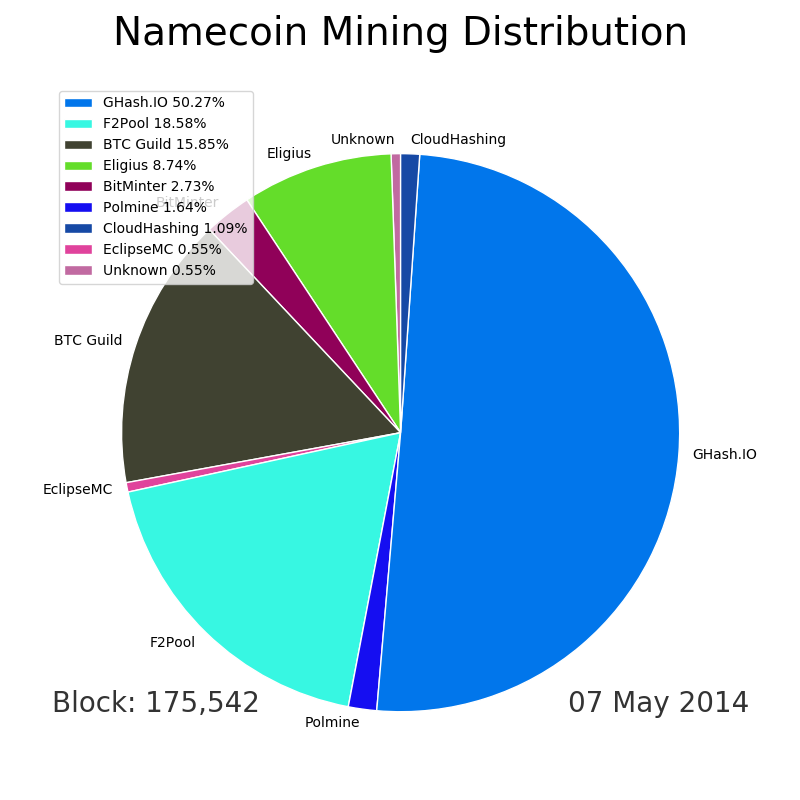 Namecoin Mining Distribution
GHash.IO 50.27%
F2Pool 18.58%
BTC Guild 15.85%
Eligius 8.74%
BitMinter 2.73%
Polmine 1.64%
CloudHashing 1.09%
EclipseMC 0.55%
Unknown 0.55%
Unknown
CloudHashing
Eligius
BitMinter
BTC Guild
GHash.IO
EclipseMC
F2Pool
Polmine
Block: 175,542
07 May 2014